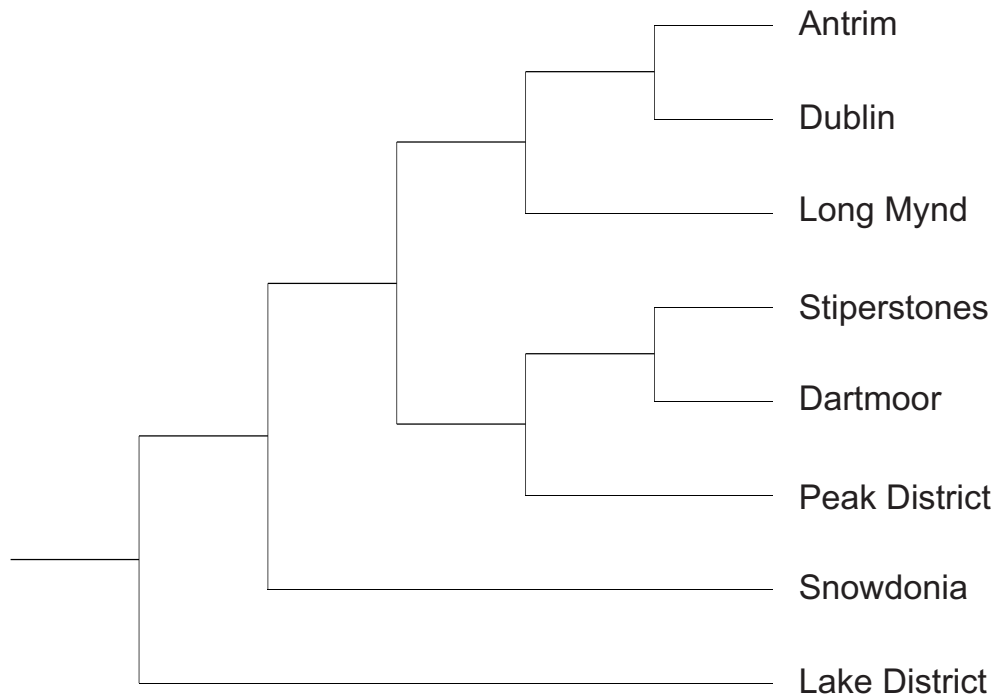 Antrim
Dublin
Long Mynd
Stiperstones
Dartmoor
Peak District
Snowdonia
Lake District